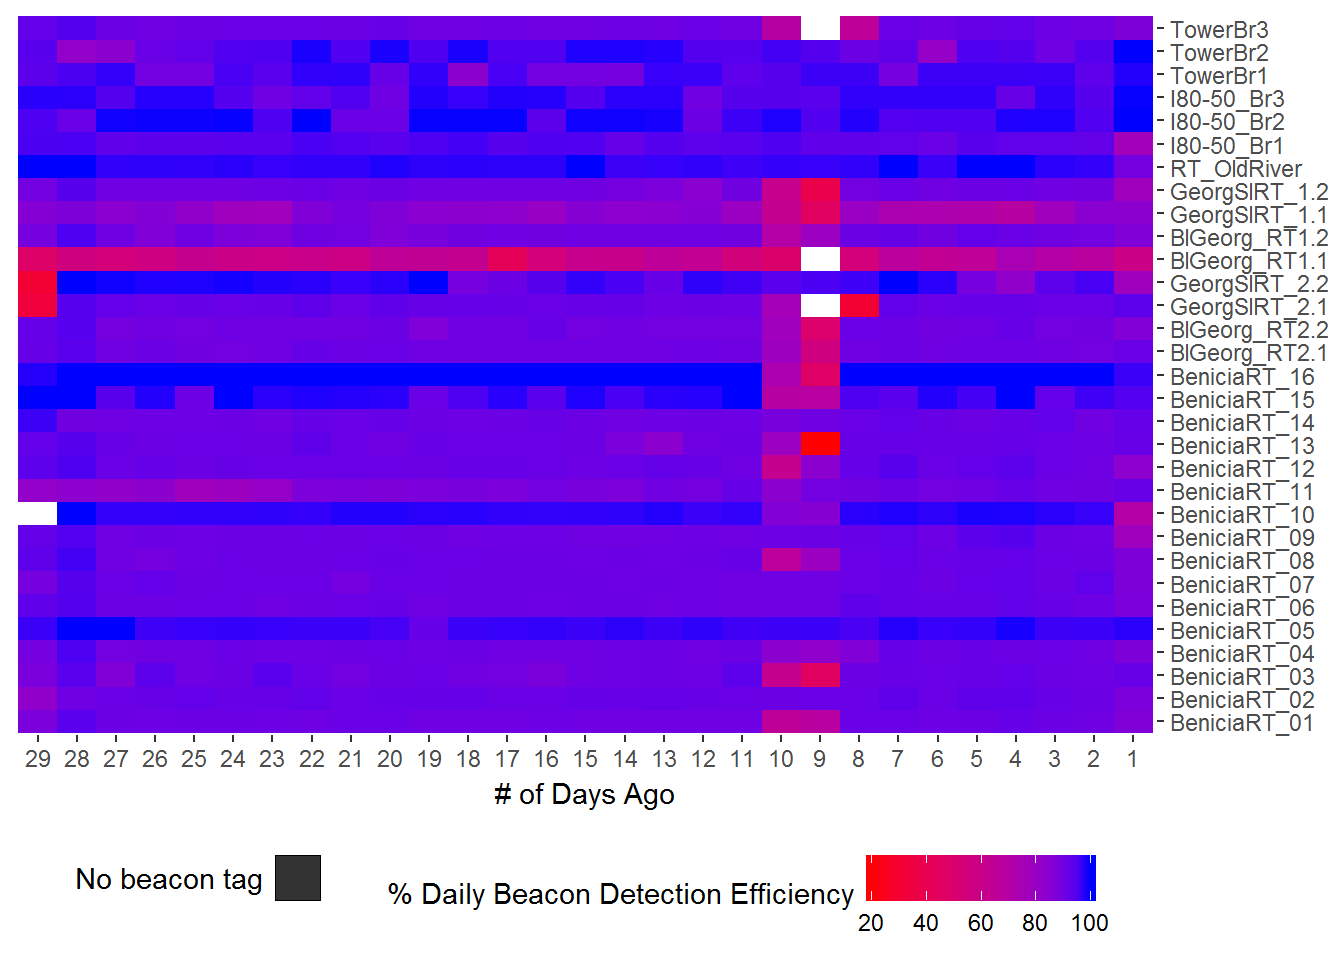 TowerBr3
TowerBr2
TowerBr1
I80-50_Br3
I80-50_Br2
I80-50_Br1
RT_OldRiver
GeorgSlRT_1.2
GeorgSlRT_1.1
BlGeorg_RT1.2
BlGeorg_RT1.1
GeorgSlRT_2.2
GeorgSlRT_2.1
BlGeorg_RT2.2
BlGeorg_RT2.1
BeniciaRT_16
BeniciaRT_15
BeniciaRT_14
BeniciaRT_13
BeniciaRT_12
BeniciaRT_11
BeniciaRT_10
BeniciaRT_09
BeniciaRT_08
BeniciaRT_07
BeniciaRT_06
BeniciaRT_05
BeniciaRT_04
BeniciaRT_03
BeniciaRT_02
BeniciaRT_01
29 28 27 26 25 24 23 22 21 20 19 18 17 16 15 14 13 12 11 10 9 8 7 6 5 4 3 2 1
# of Days Ago
No beacon tag
% Daily Beacon Detection Efficiency
20 40 60 80 100